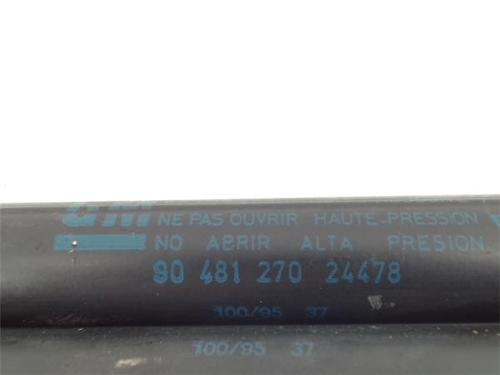 GM NE PAS OUVRIR HAUTE-PRESSION
NO ABRIR ALTA PRESION
90 481 270 24478
100/95 37
100/95 37